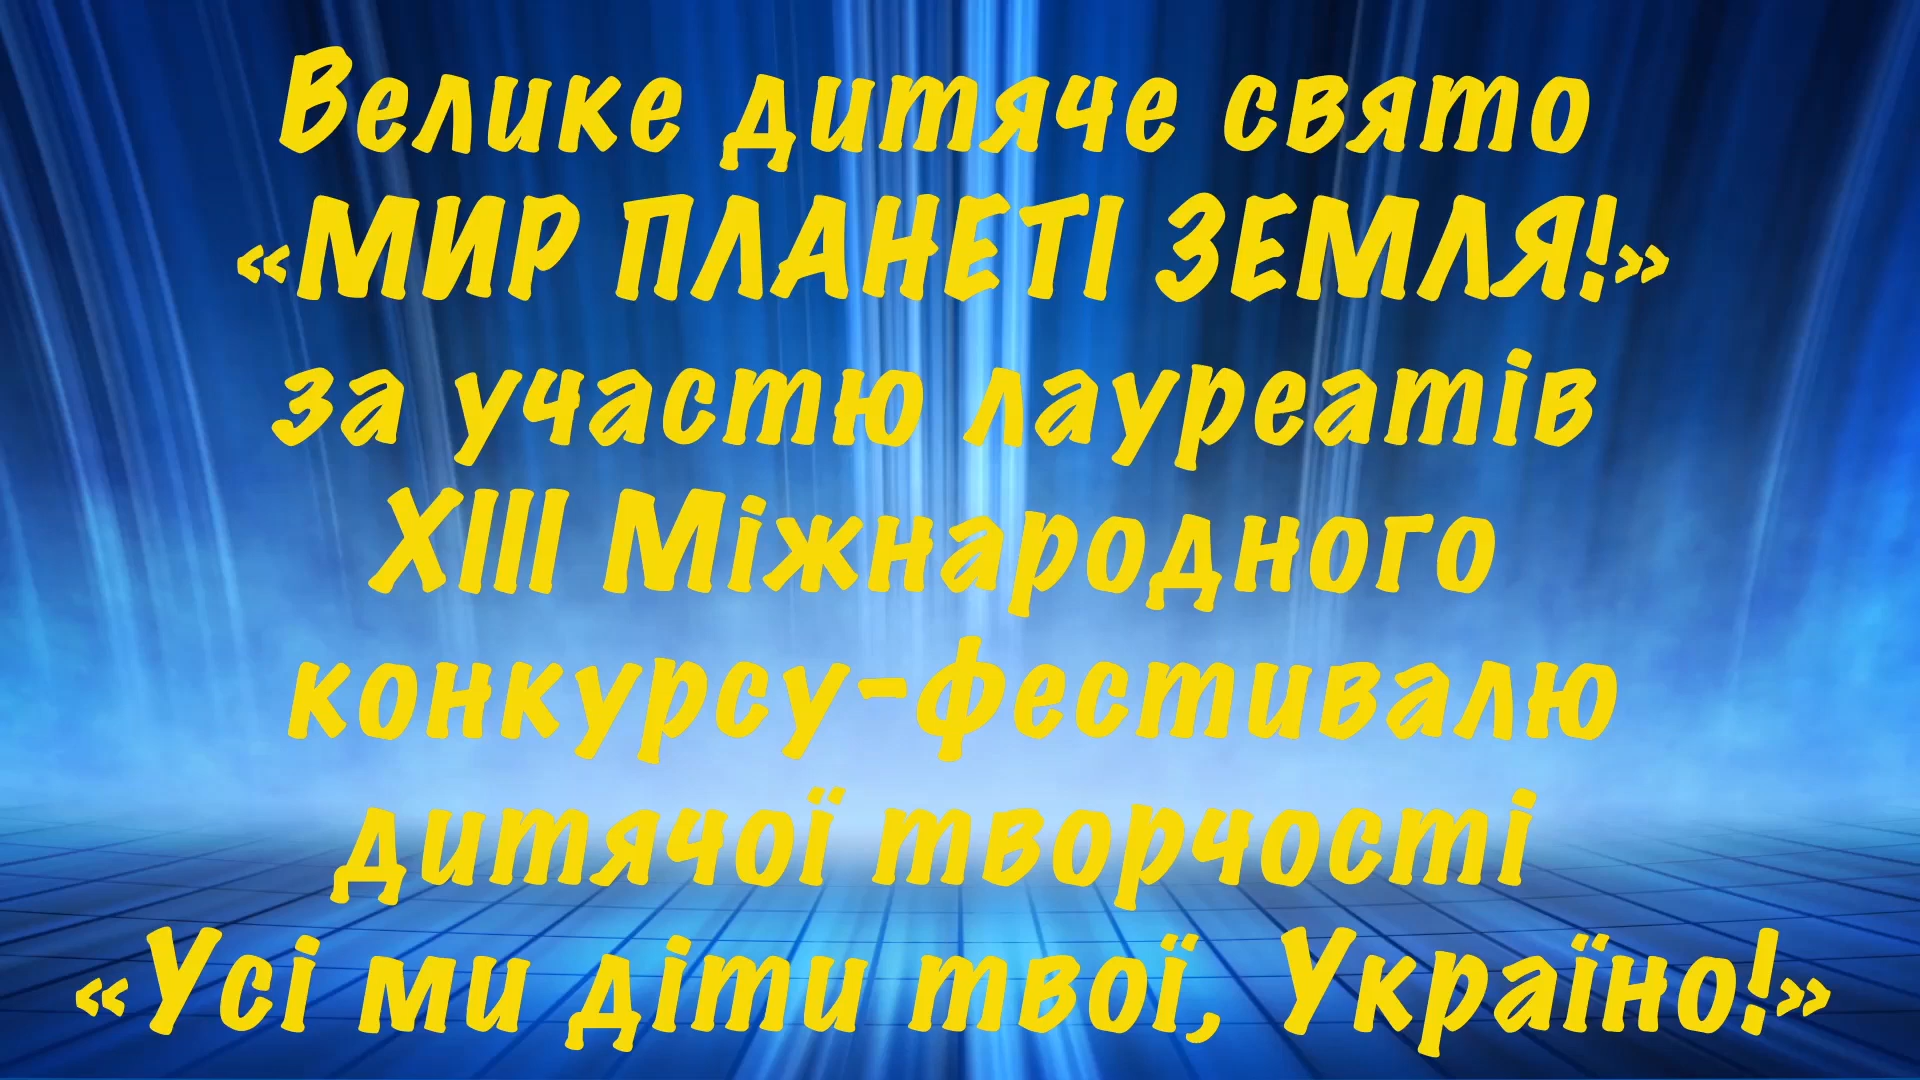 Велике дитяче свято
«МИР ПЛАНЕТІ ЗЕМЛЯ!»
за участю лауреатів
XIII Міжнародного
конкурсу-фестивалю
дитячої творчості
«Усі ми діти твої, Україно!»